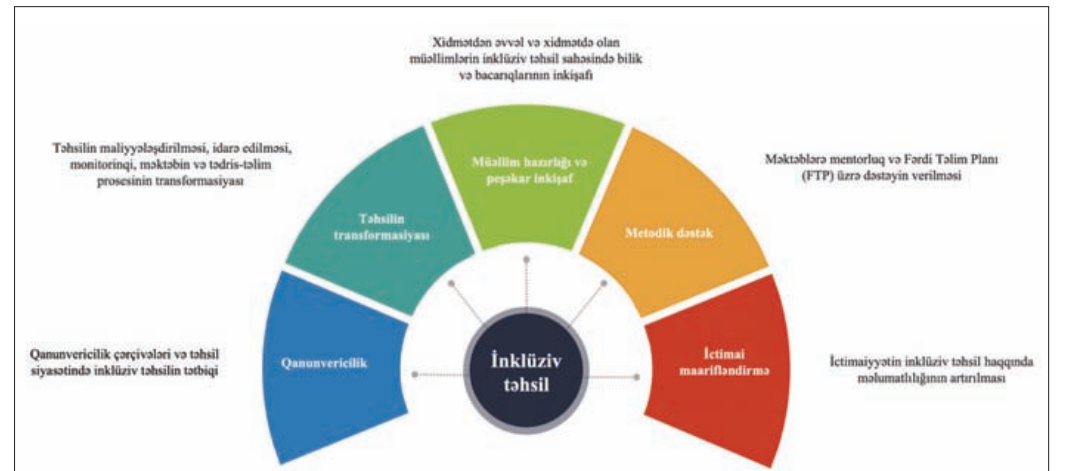 Xidmətdən əvvəl və xidmətdə olan
müəllimlərin inklüziv təhsil sahəsində bilik
və bacarıqlarının inkişafı
Təhsilin maliyyələşdirilməsi, idarə edilməsi,
monitorinqi, məktəbin və tədris-təlim
prosesinin transformasiyası
Müəllim hazırlığı və
peşəkar inkişaf
Məktəblərə mentorluq və Fərdi Təlim Planı
(FTP) üzrə dəstəyin verilməsi
Təhsilin
transformasiyası
Metodik dəstək
Qanunvericilik çərçivələri və təhsil
siyasətində inklüziv təhsilin tətbiqi
Qanunvericilik
İnklüziv
təhsil
İctimai
maarifləndirmə
İctimaiyyətin inklüziv təhsil haqqında
məlumatlılığının artırılması